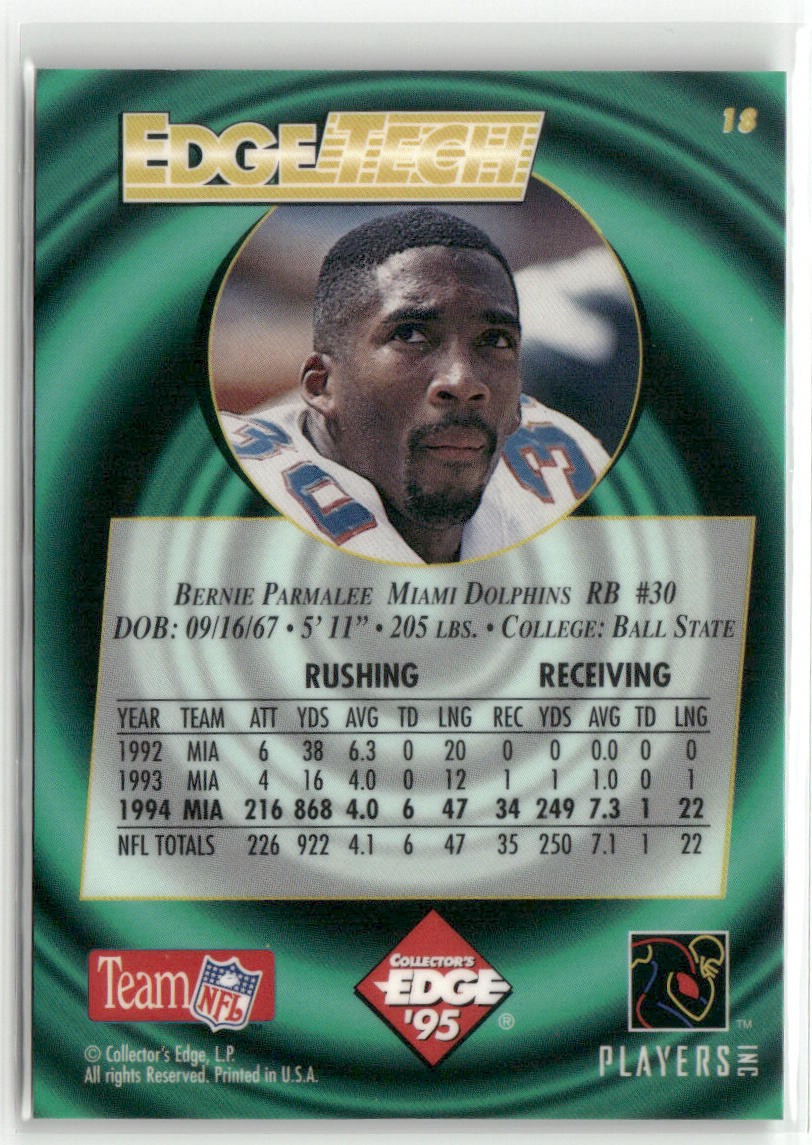 18
EDGETECH
30
3
BERNIE PARMALEE MIAMI DOLPHINS RB #30
DOB: 09/16/67 • 5' 11" • 205 LBS. • COLLEGE: BALL STATE
RUSHING RECEIVING
YEAR TEAM ATT YDS AVG TD LNG REC YDS AVG TD LNG
1992 MIA 6 38 6.3 0 20 0 0 0.0 0 0
1993 MIA 4 16 4.0 0 12 1 1 1.0 0 1
1994 MIA 216 868 4.0 6 47 34 249 7.3 1 22
NFL TOTALS 226 922 4.1 6 47 35 250 7.1 1 22
Team NFL
COLLECTOR'S
EDGE
'95 ®
TM
PLAYERS INC
© Collector's Edge, L.P.
All rights Reserved. Printed in U.S.A.